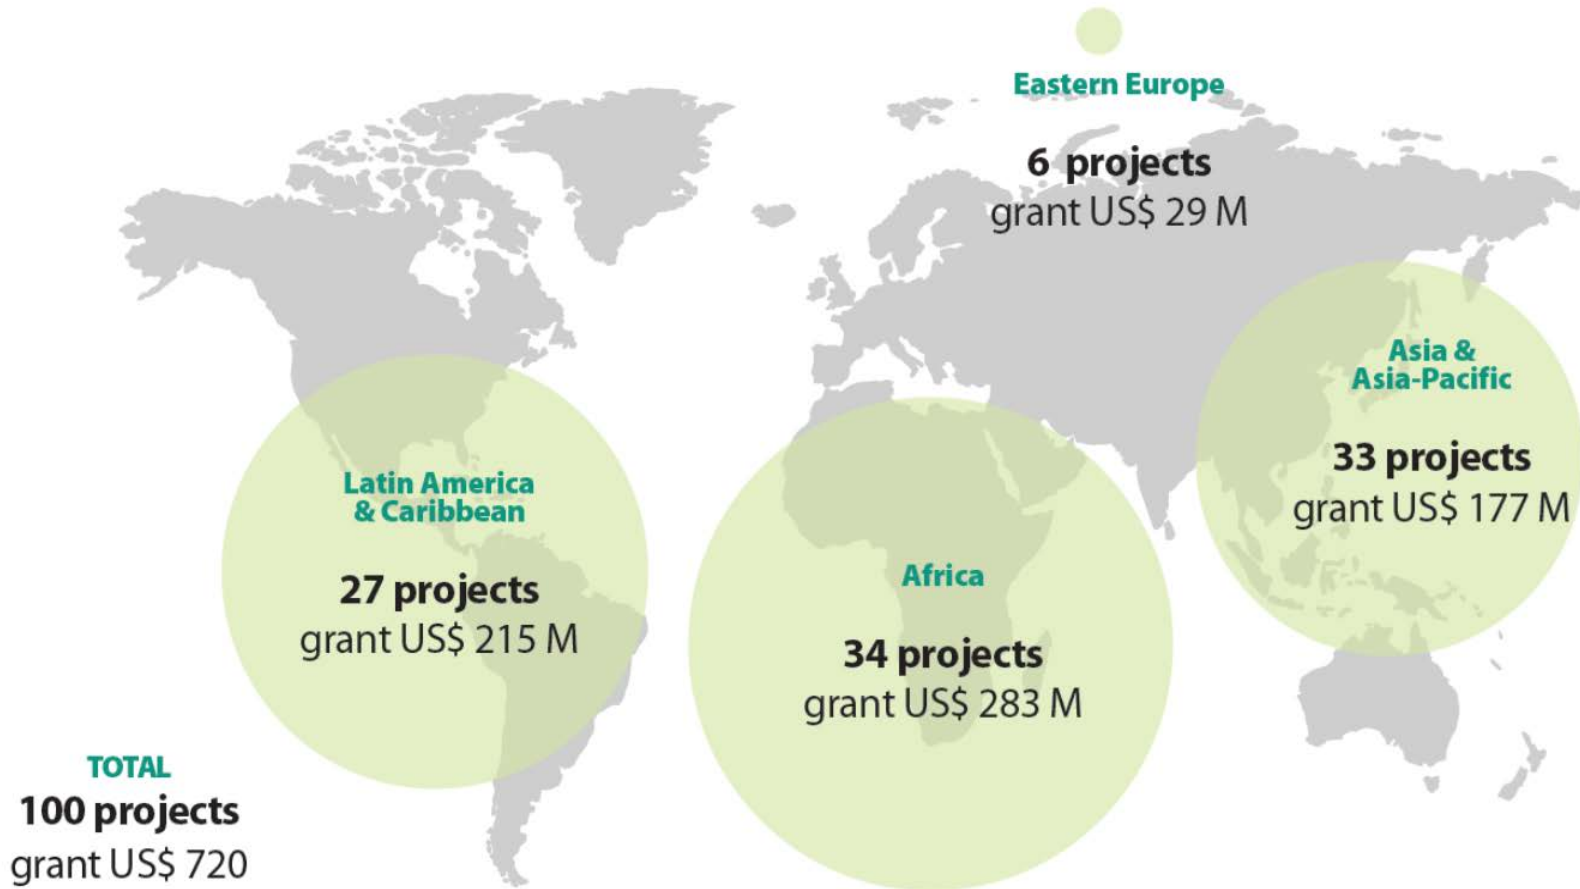 Eastern Europe
6 projects
grant US$ 29 M
Asia &
Asia-Pacific
33 projects
grant US$ 177 M
Latin America
& Caribbean
27 projects
grant US$ 215 M
Africa
34 projects
grant US$ 283 M
TOTAL
100 projects
grant US$ 720